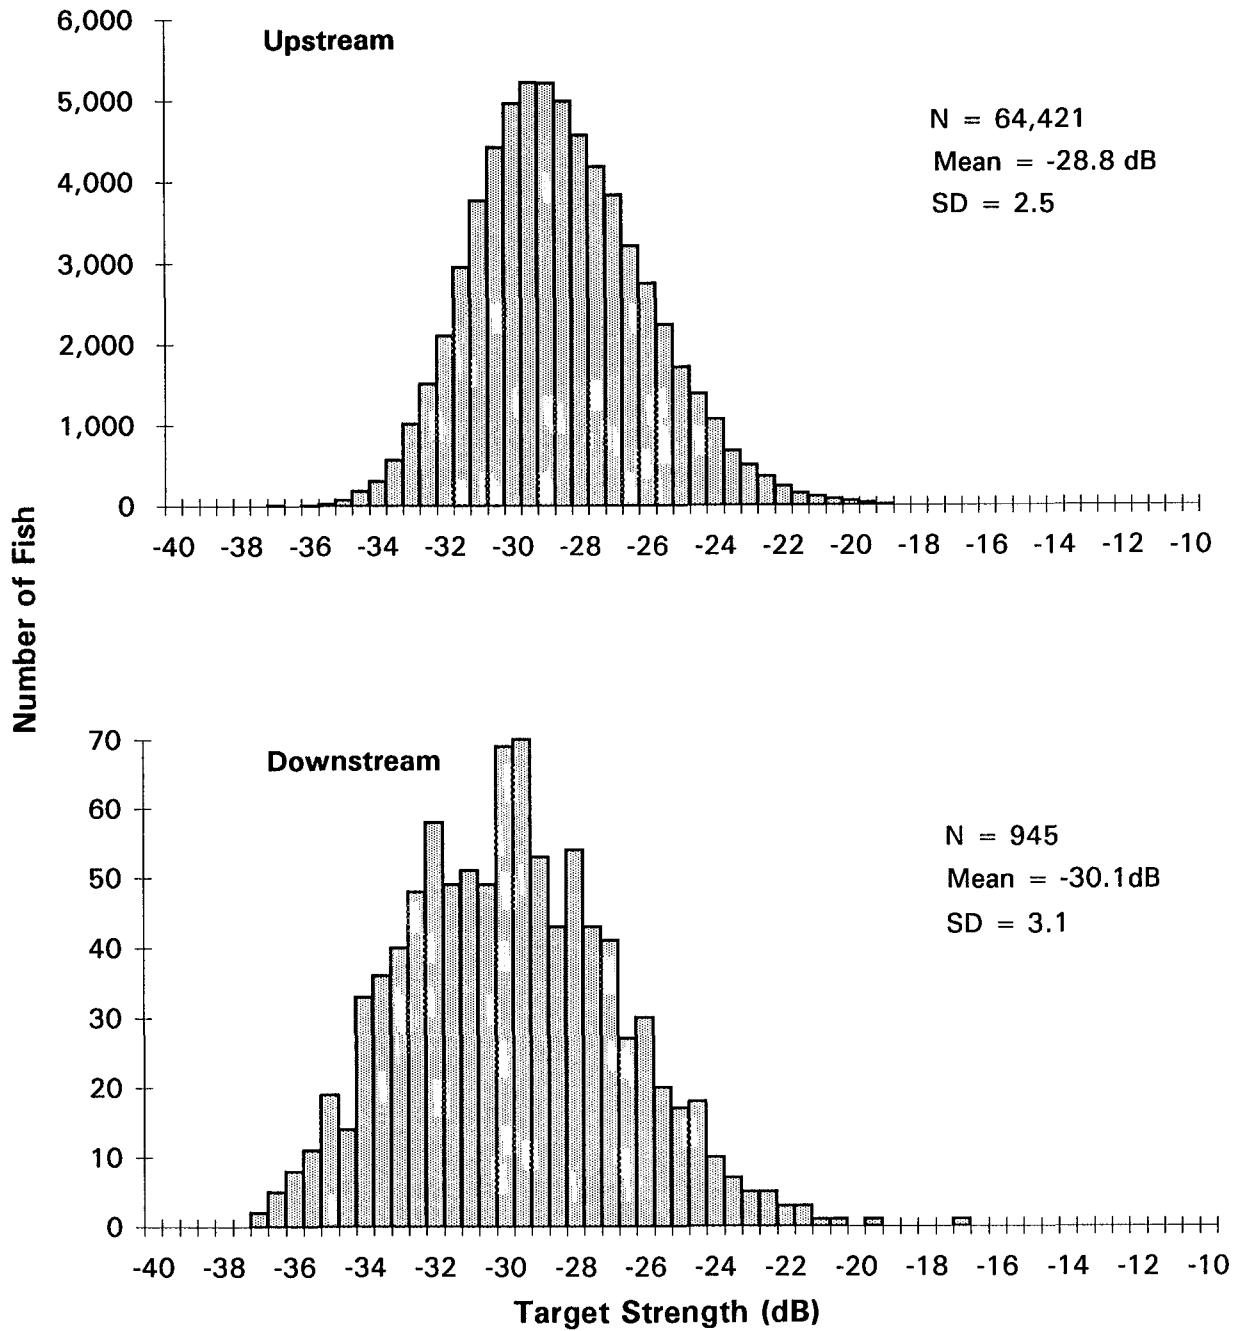 6,000
Upstream
5,000
N = 64,421
Mean = -28.8 dB
4,000
SD = 2.5
3,000
2,000
1,000
0
-40 -38 -36 -34 -32 -30 -28 -26 -24 -22 -20 -18 -16 -14 -12 -10
Number of Fish
70
Downstream
60
N = 945
Mean = -30.1dB
50
SD = 3.1
40
30
20
10
0
-40 -38 -36 -34 -32 -30 -28 -26 -24 -22 -20 -18 -16 -14 -12 -10
Target Strength (dB)